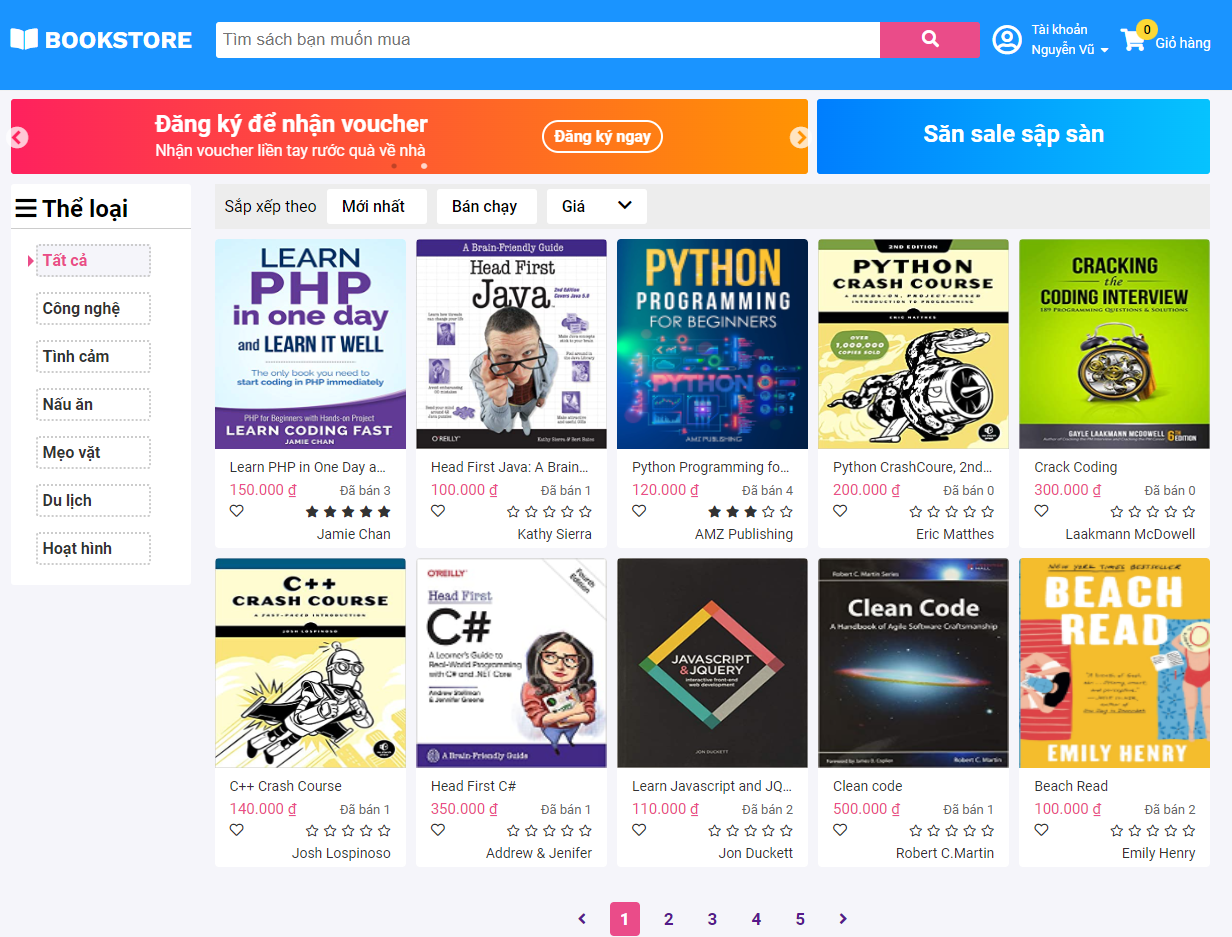 BOOKSTORE
Tìm sách bạn muốn mua
Tài khoản
Nguyễn Vũ
0
Giỏ hàng
Đăng ký để nhận voucher
Nhận voucher liền tay rước quà về nhà
Đăng ký ngay
Săn sale sập sàn
Thể loại
Tất cả
Công nghệ
Tình cảm
Nấu ăn
Mẹo vặt
Du lịch
Hoạt hình
Sắp xếp theo
Mới nhất
Bán chạy
Giá
LEARN
PHP
in one day
and LEARN IT WELL
The only book you need to
start coding in PHP immediately
PHP for Beginners with Hands-on Project
LEARN CODING FAST
JAMIE CHAN
Learn PHP in One Day a...
150.000 ₫
Đã bán 3
Jamie Chan
A Brain-Friendly Guide
Head First
Java
2nd Edition
Covers Java 5.0
O'REILLY
Kathy Sierra & Bert Bates
Head First Java: A Brain...
100.000 ₫
Đã bán 1
Kathy Sierra
PYTHON
PROGRAMMING
FOR BEGINNERS
PYTHON
AMZ PUBLISHING
Python Programming fo...
120.000 ₫
Đã bán 4
AMZ Publishing
2ND EDITION
PYTHON
CRASH COURSE
A HANDS-ON, PROJECT-BASED
INTRODUCTION TO PROGRAMMING
ERIC MATTHES
OVER
1,000,000
COPIES SOLD
Python CrashCoure, 2nd...
200.000 ₫
Đã bán 0
Eric Matthes
CRACKING
the
CODING INTERVIEW
189 PROGRAMMING QUESTIONS & SOLUTIONS
GAYLE LAAKMANN MCDOWELL
6TH EDITION
Crack Coding
300.000 ₫
Đã bán 0
Laakmann McDowell
C++
CRASH COURSE
A FAST-PACED INTRODUCTION
JOSH LOSPINOSO
C++ Crash Course
140.000 ₫
Đã bán 1
Josh Lospinoso
O'REILLY
Fourth
Edition
Head First
C#
A Learner's Guide to
Real-World Programming
with C# and .NET Core
Andrew Stellman
& Jennifer Greene
A Brain-Friendly Guide
Head First C#
350.000 ₫
Đã bán 1
Addrew & Jenifer
JAVASCRIPT
& JQUERY
interactive front-end
web development
JON DUCKETT
Learn Javascript and JQ...
110.000 ₫
Đã bán 2
Jon Duckett
Robert C. Martin Series
Clean Code
A Handbook of Agile Software Craftsmanship
Foreword by James O. Coplien
Robert C. Martin
Clean code
500.000 ₫
Đã bán 1
Robert C.Martin
NEW YORK TIMES BESTSELLER
BEACH
READ
EMILY HENRY
Beach Read
100.000 ₫
Đã bán 2
Emily Henry
1
2
3
4
5